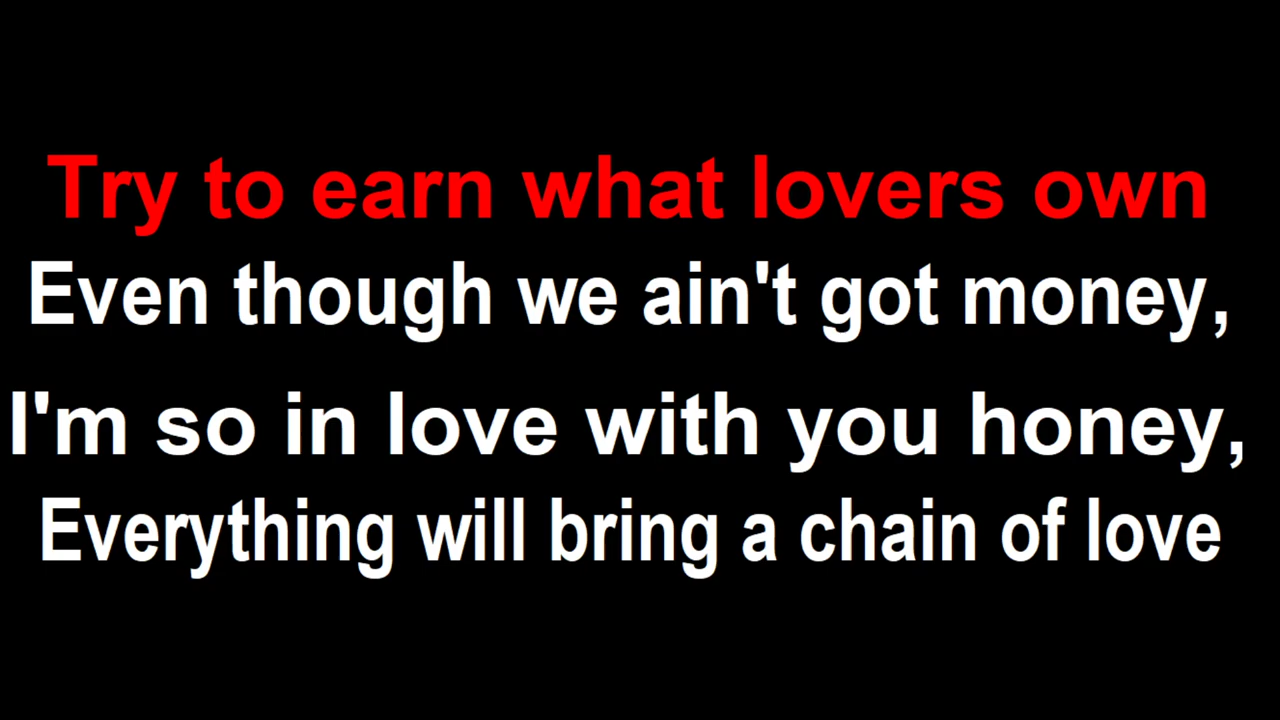 Try to earn what lovers own
Even though we ain't got money,
I'm so in love with you honey,
Everything will bring a chain of love